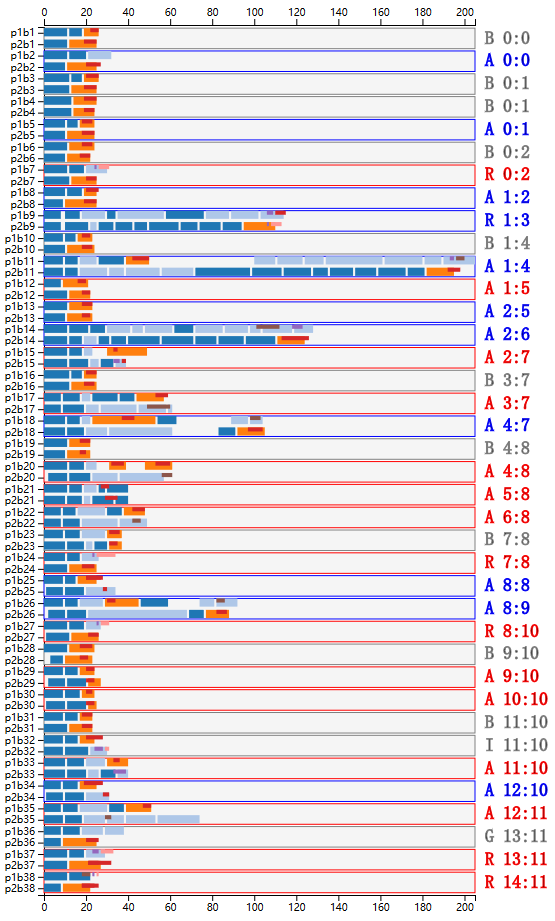 0 20 40 60 80 100 120 140 160 180 200
p1b1
p2b1 B 0:0
p1b2
p2b2 A 0:0
p1b3
p2b3 B 0:1
p1b4
p2b4 B 0:1
p1b5
p2b5 A 0:1
p1b6
p2b6 B 0:2
p1b7
p2b7 R 0:2
p1b8
p2b8 A 1:2
p1b9
p2b9 R 1:3
p1b10
p2b10 B 1:4
p1b11
p2b11 A 1:4
p1b12
p2b12 A 1:5
p1b13
p2b13 A 2:5
p1b14
p2b14 A 2:6
p1b15
p2b15 A 2:7
p1b16
p2b16 B 3:7
p1b17
p2b17 A 3:7
p1b18
p2b18 A 4:7
p1b19
p2b19 B 4:8
p1b20
p2b20 A 4:8
p1b21
p2b21 A 5:8
p1b22
p2b22 A 6:8
p1b23
p2b23 B 7:8
p1b24
p2b24 R 7:8
p1b25
p2b25 A 8:8
p1b26
p2b26 A 8:9
p1b27
p2b27 R 8:10
p1b28
p2b28 B 9:10
p1b29
p2b29 A 9:10
p1b30
p2b30 A 10:10
p1b31
p2b31 B 11:10
p1b32
p2b32 I 11:10
p1b33
p2b33 A 11:10
p1b34
p2b34 A 12:10
p1b35
p2b35 A 12:11
p1b36
p2b36 G 13:11
p1b37
p2b37 R 13:11
p1b38
p2b38 R 14:11
0 20 40 60 80 100 120 140 160 180 200